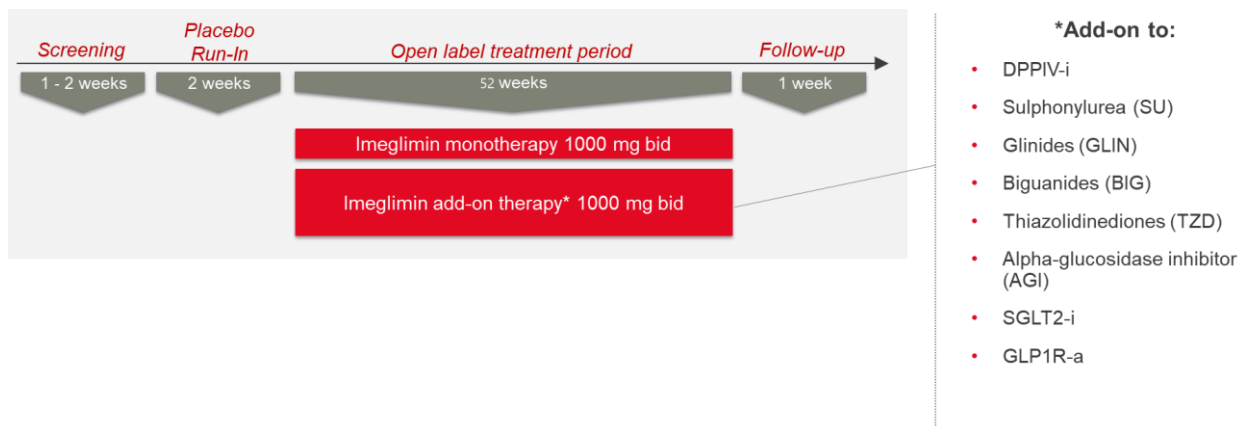 Screening
Placebo
Run-In
Open label treatment period
Follow-up
1 - 2 weeks
2 weeks
52 weeks
1 week
Imeglimin monotherapy 1000 mg bid
Imeglimin add-on therapy* 1000 mg bid
*Add-on to:
• DPPIV-i
• Sulphonylurea (SU)
• Glinides (GLIN)
• Biguanides (BIG)
• Thiazolidinediones (TZD)
• Alpha-glucosidase inhibitor
(AGI)
• SGLT2-i
• GLP1R-a